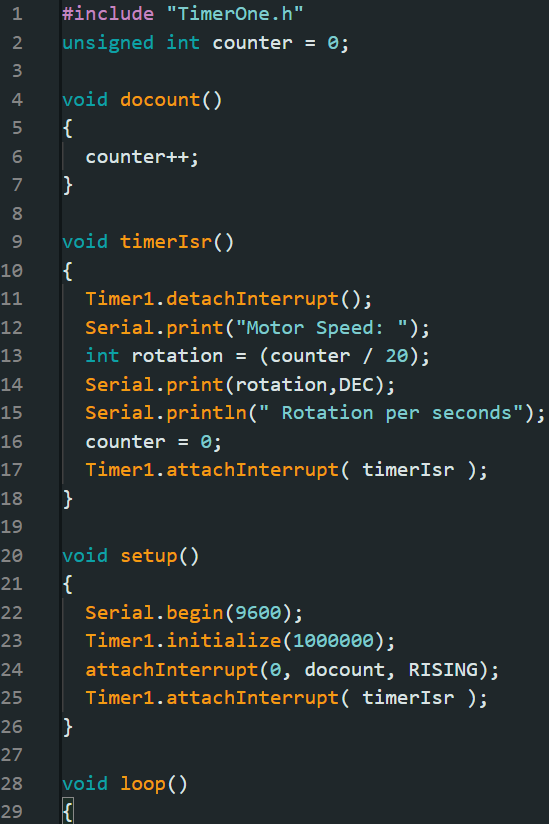 1 #include "TimerOne.h"
2 unsigned int counter = 0;
3
4 void docount()
5 {
6   counter++;
7 }
8
9 void timerIsr()
10 {
11   Timer1.detachInterrupt();
12   Serial.print("Motor Speed: ");
13   int rotation = (counter / 20);
14   Serial.print(rotation,DEC);
15   Serial.println(" Rotation per seconds");
16   counter = 0;
17   Timer1.attachInterrupt( timerIsr );
18 }
19
20 void setup()
21 {
22   Serial.begin(9600);
23   Timer1.initialize(1000000);
24   attachInterrupt(0, docount, RISING);
25   Timer1.attachInterrupt( timerIsr );
26 }
27
28 void loop()
29 {